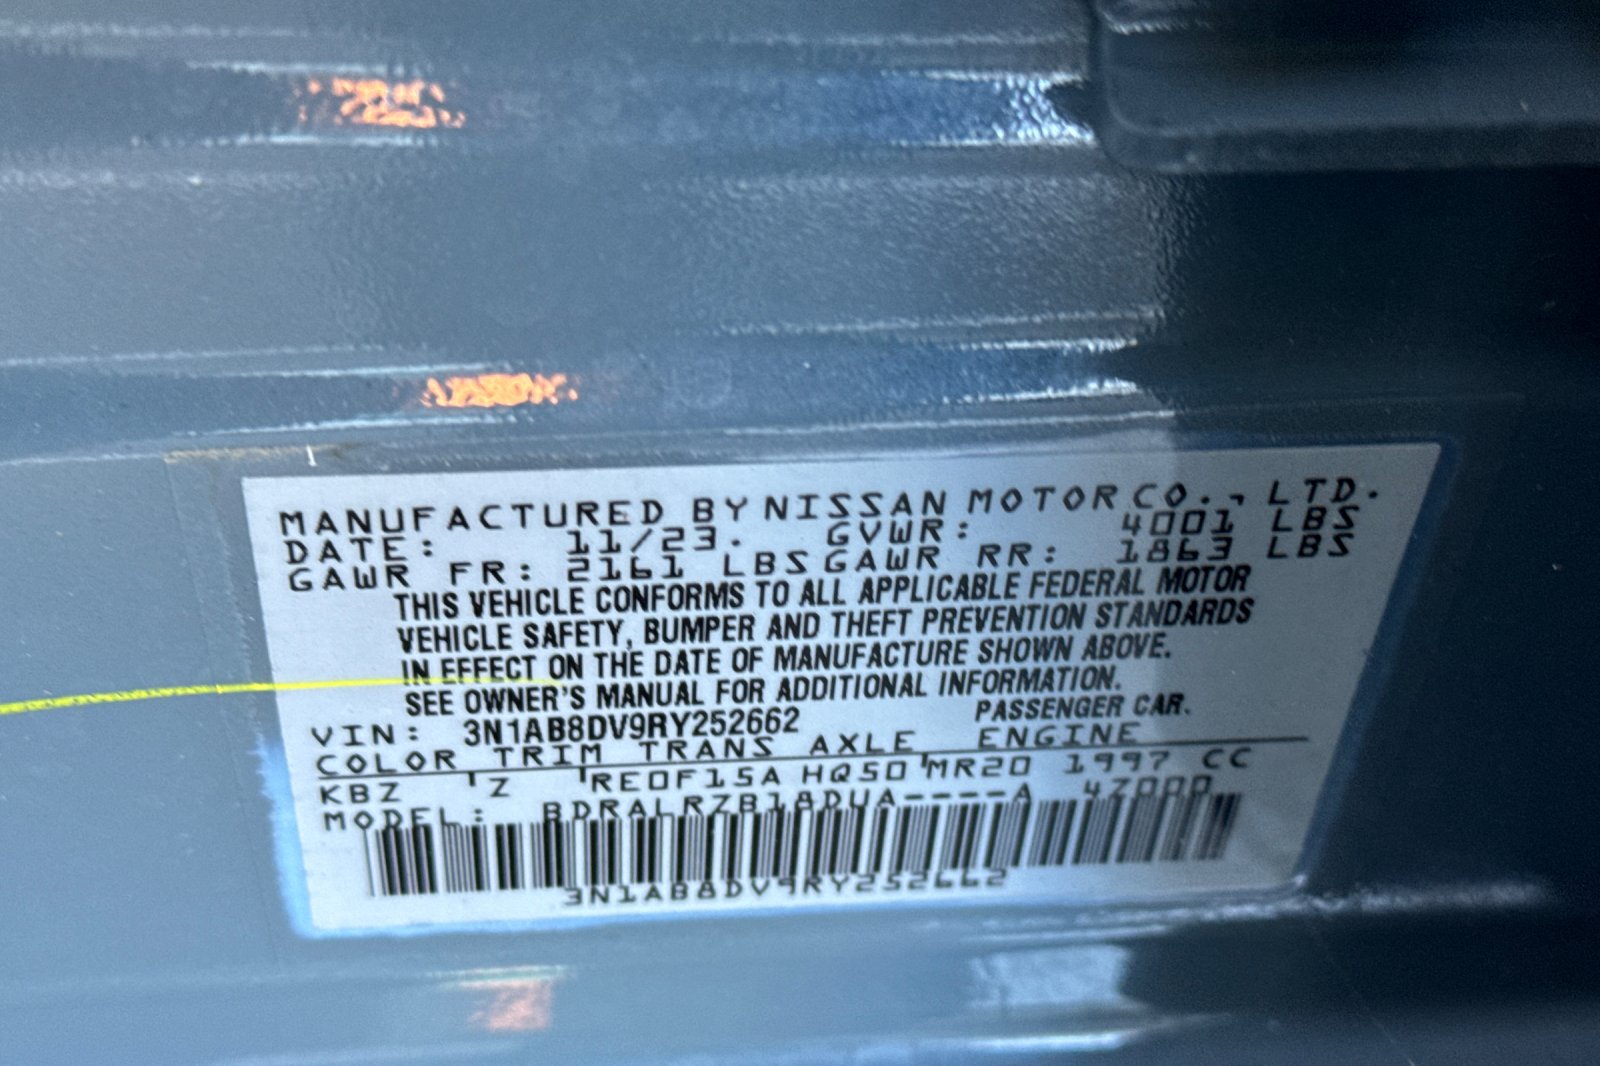 MANUFACTURED BY NISSAN MOTOR CO., LTD.
DATE: 11/23. GVWR: 4001 LBS
GAWR FR: 2161 LBS GAWR RR: 1863 LBS
THIS VEHICLE CONFORMS TO ALL APPLICABLE FEDERAL MOTOR
VEHICLE SAFETY, BUMPER AND THEFT PREVENTION STANDARDS
IN EFFECT ON THE DATE OF MANUFACTURE SHOWN ABOVE.
SEE OWNER'S MANUAL FOR ADDITIONAL INFORMATION.
VIN: 3N1AB8DV9RY252662 PASSENGER CAR.
COLOR TRIM TRANS AXLE ENGINE
KBZ 'Z 'RE0F15A HQ50 'MR20 1997 CC
MODEL: BDRALRZB18DUA----A 4Z000
3N1AB8DV9RY252662